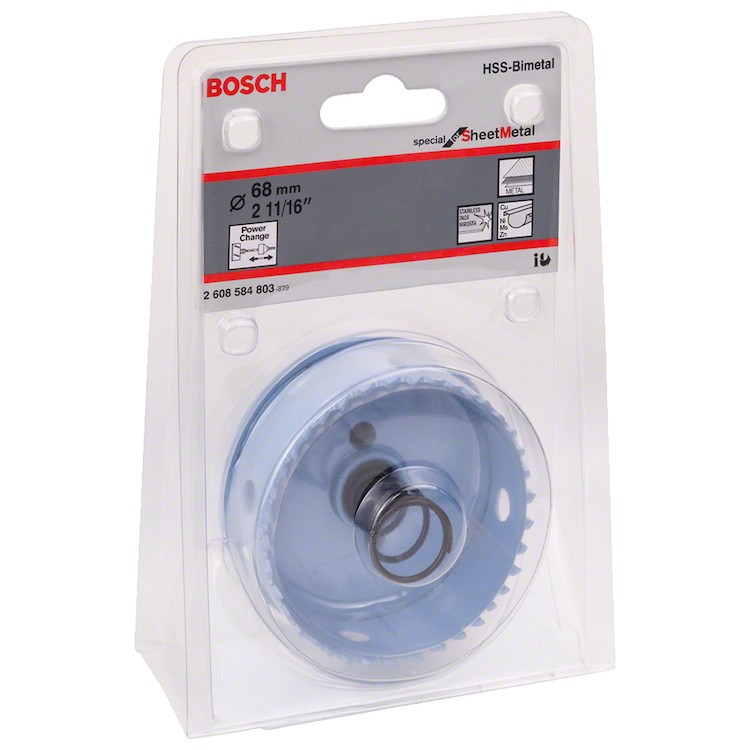 BOSCH
HSS-Bimetal
special for SheetMetal
Ø 68 mm
2 11/16"
METAL
Power
Change
STAINLESS
INOX
NIROSTA
Cu
Ni
Ms
Zn
2 608 584 803-879